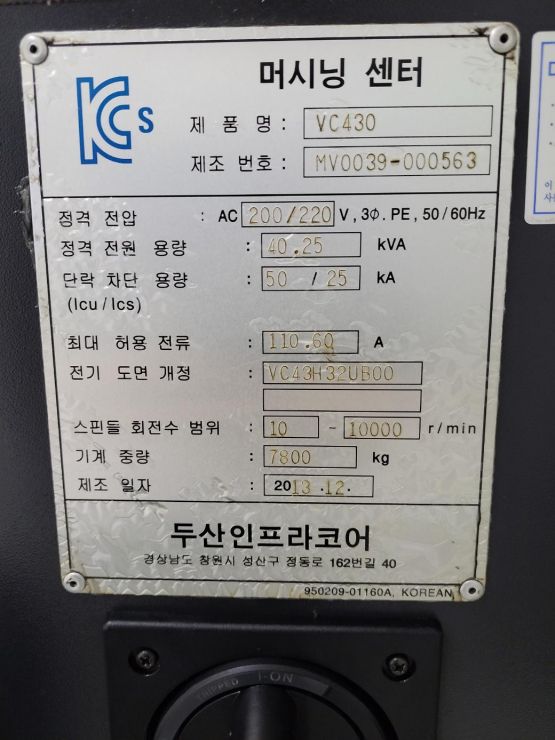 KCs
머시닝 센터
제 품 명 : VC430
제조 번호 : MV0039-000563
정격 전압 : AC 200/220 V, 3Φ. PE, 50/60Hz
정격 전원 용량 : 40.25 kVA
단락 차단 용량 : 50 / 25 kA
(Icu/Ics)
최대 허용 전류 : 110.60 A
전기 도면 개정 : VC43H32UB00
스핀들 회전수 범위 : 10 ~ 10000 r/min
기계 중량 : 7800 kg
제조 일자 : 2013.12.
두산인프라코어
경상남도 창원시 성산구 정동로 162번길 40
950209-01160A, KOREAN
TRIPPED I-ON